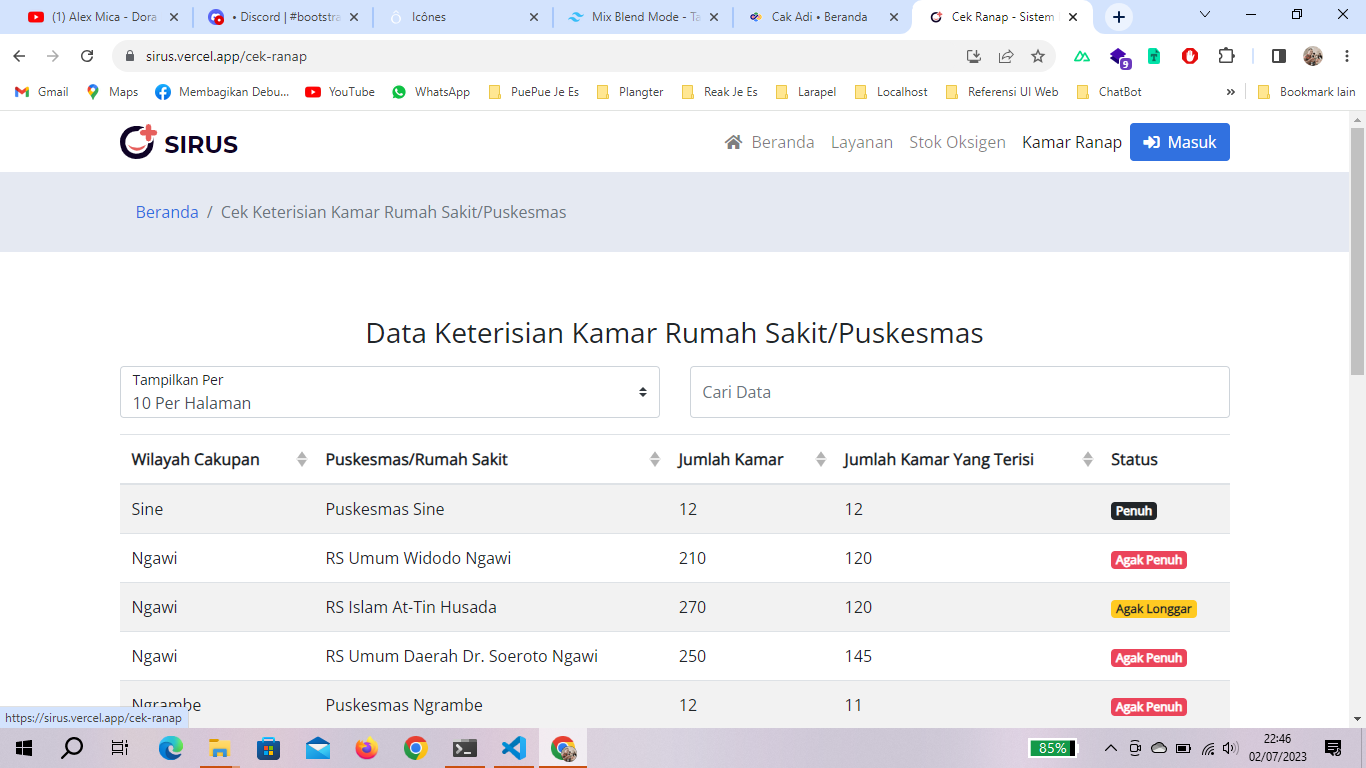 (1) Alex Mica - Dora
• Discord | #bootstra
Icônes
Mix Blend Mode - Ta
Cak Adi • Beranda
Cek Ranap - Sistem
sirus.vercel.app/cek-ranap
9
Gmail
Maps
Membagikan Debu...
YouTube
WhatsApp
PuePue Je Es
Plangter
Reak Je Es
Larapel
Localhost
Referensi UI Web
ChatBot
»
Bookmark lain
SIRUS
Beranda
Layanan
Stok Oksigen
Kamar Ranap
Masuk
Beranda / Cek Keterisian Kamar Rumah Sakit/Puskesmas
Data Keterisian Kamar Rumah Sakit/Puskesmas
Tampilkan Per
10 Per Halaman
Cari Data
Wilayah Cakupan Puskesmas/Rumah Sakit Jumlah Kamar Jumlah Kamar Yang Terisi Status
Sine Puskesmas Sine 12 12 Penuh
Ngawi RS Umum Widodo Ngawi 210 120 Agak Penuh
Ngawi RS Islam At-Tin Husada 270 120 Agak Longgar
Ngawi RS Umum Daerah Dr. Soeroto Ngawi 250 145 Agak Penuh
Ngrambe Puskesmas Ngrambe 12 11 Agak Penuh
https://sirus.vercel.app/cek-ranap
85%
22:46
02/07/2023